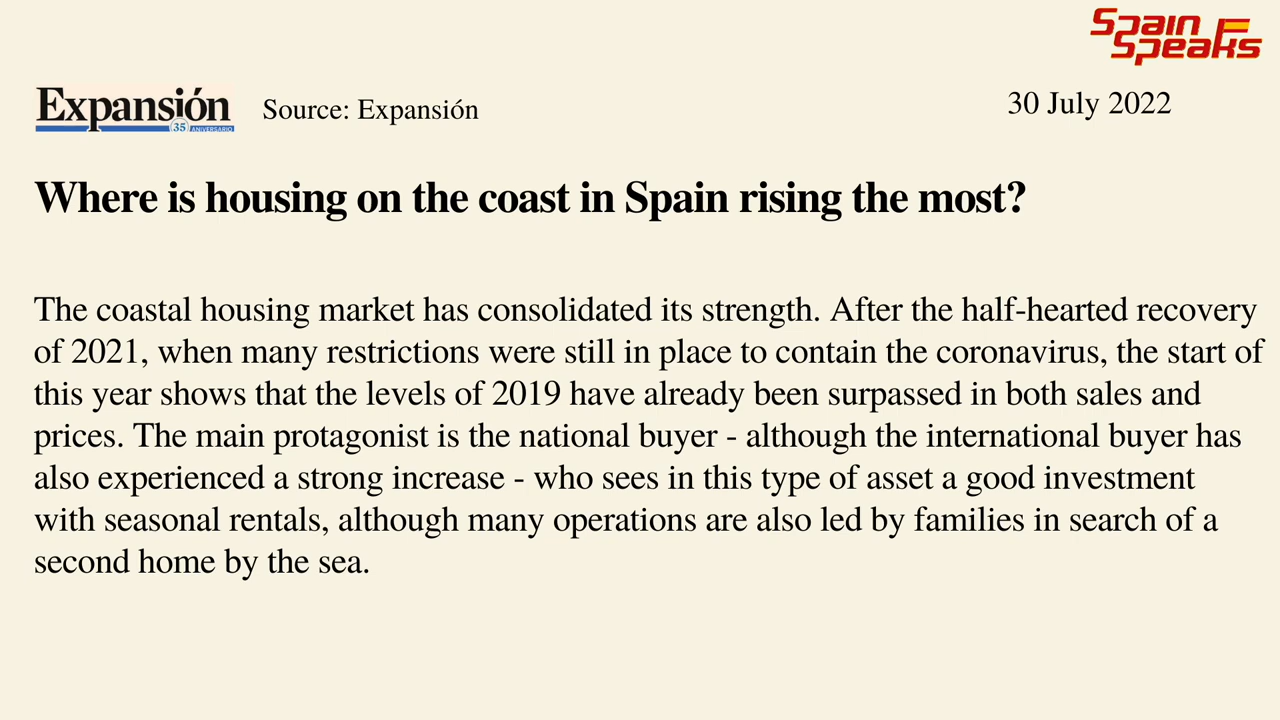 Spain
Speaks
Expansión
35 ANIVERSARIO
Source: Expansión
30 July 2022
Where is housing on the coast in Spain rising the most?
The coastal housing market has consolidated its strength. After the half-hearted recovery
of 2021, when many restrictions were still in place to contain the coronavirus, the start of
this year shows that the levels of 2019 have already been surpassed in both sales and
prices. The main protagonist is the national buyer - although the international buyer has
also experienced a strong increase - who sees in this type of asset a good investment
with seasonal rentals, although many operations are also led by families in search of a
second home by the sea.